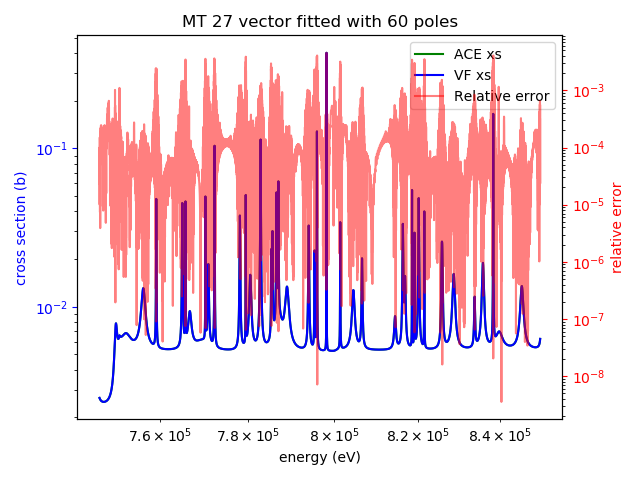 MT 27 vector fitted with 60 poles
ACE xs
VF xs
Relative error
10⁻¹
10⁻²
cross section (b)
10⁻³
10⁻⁴
10⁻⁵
10⁻⁶
10⁻⁷
10⁻⁸
relative error
7.6 × 10⁵ 7.8 × 10⁵ 8 × 10⁵ 8.2 × 10⁵ 8.4 × 10⁵
energy (eV)